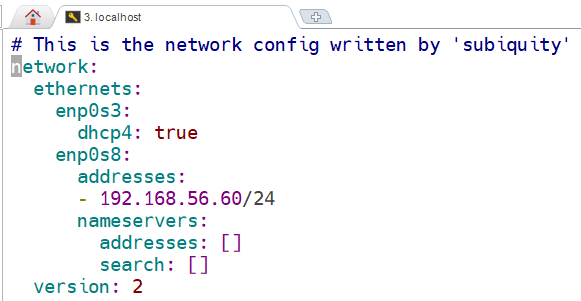 3. localhost
# This is the network config written by 'subiquity'
network:
  ethernets:
    enp0s3:
      dhcp4: true
    enp0s8:
      addresses:
      - 192.168.56.60/24
      nameservers:
        addresses: []
        search: []
  version: 2